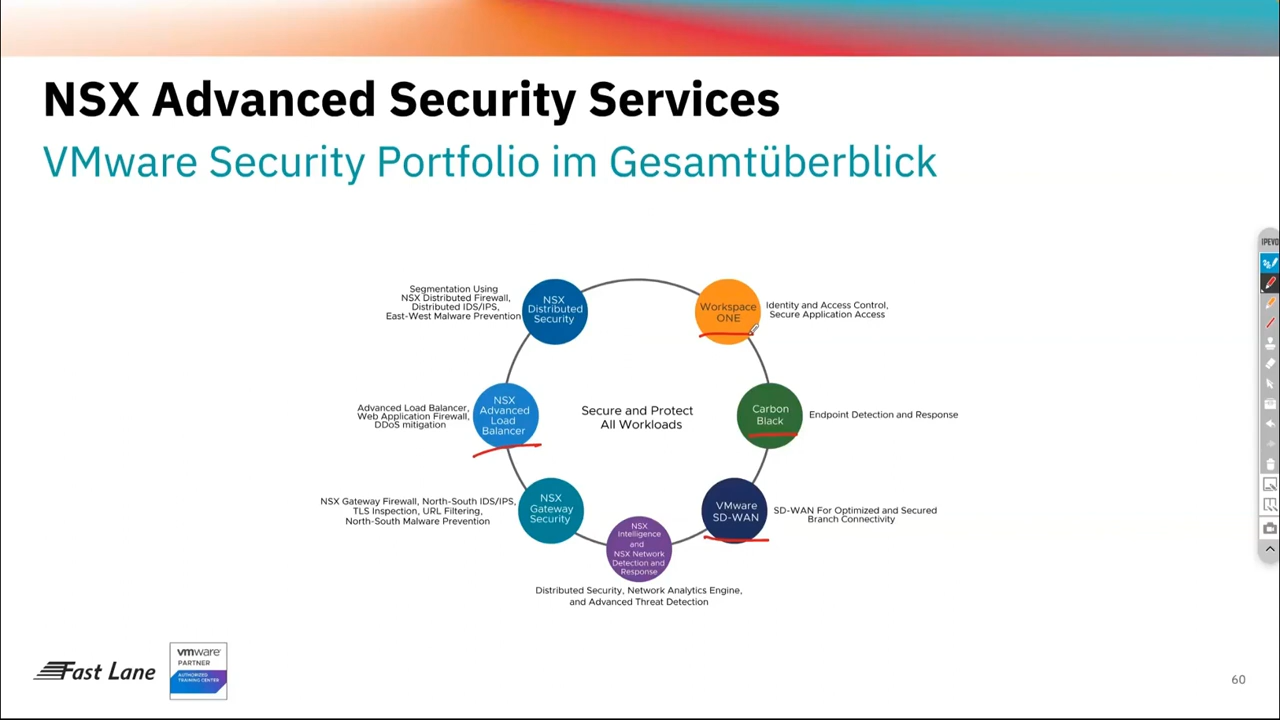 NSX Advanced Security Services
VMware Security Portfolio im Gesamtüberblick
Segmentation Using
NSX Distributed Firewall,
Distributed IDS/IPS,
East-West Malware Prevention
NSX
Distributed
Security
Workspace
ONE
Identity and Access Control,
Secure Application Access
Advanced Load Balancer,
Web Application Firewall,
DDoS mitigation
NSX
Advanced
Load
Balancer
Secure and Protect
All Workloads
Carbon
Black
Endpoint Detection and Response
NSX Gateway Firewall, North-South IDS/IPS,
TLS Inspection, URL Filtering,
North-South Malware Prevention
NSX
Gateway
Security
NSX
Intelligence
and
NSX Network
Detection and
Response
VMware
SD-WAN
SD-WAN For Optimized and Secured
Branch Connectivity
Distributed Security, Network Analytics Engine,
and Advanced Threat Detection
Fast Lane
vmware
PARTNER
AUTHORIZED
TRAINING CENTER
60
IPEVO